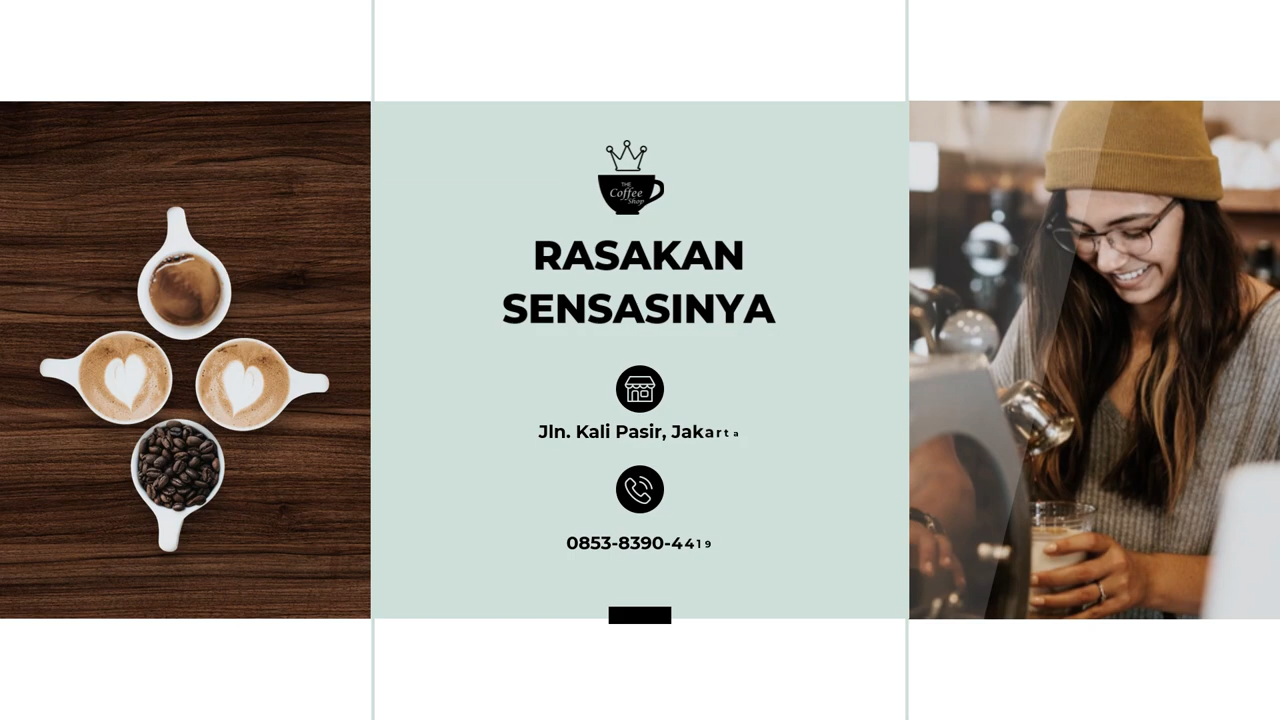 THE
Coffee
Shop
RASAKAN
SENSASINYA
Jln. Kali Pasir, Jakarta
0853-8390-4419